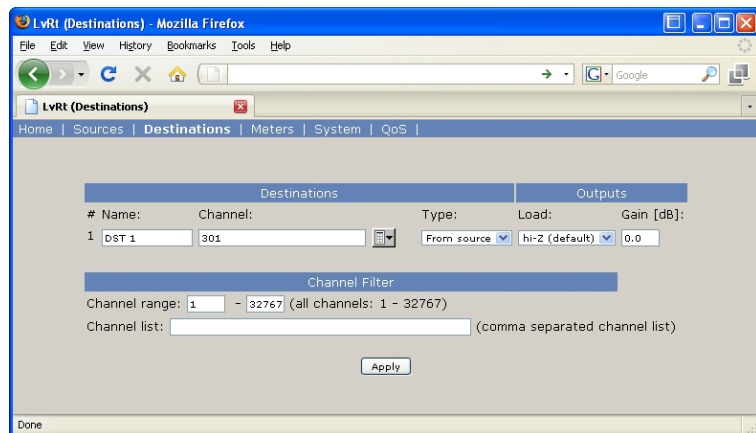 LvRt (Destinations) - Mozilla Firefox
File Edit View History Bookmarks Tools Help
G Google
LvRt (Destinations)
Home | Sources | Destinations | Meters | System | QoS |
Destinations Outputs
# Name: Channel: Type: Load: Gain [dB]:
1 DST 1 301 From source hi-Z (default) 0.0
Channel Filter
Channel range: 1 - 32767 (all channels: 1 - 32767)
Channel list: (comma separated channel list)
Apply
Done